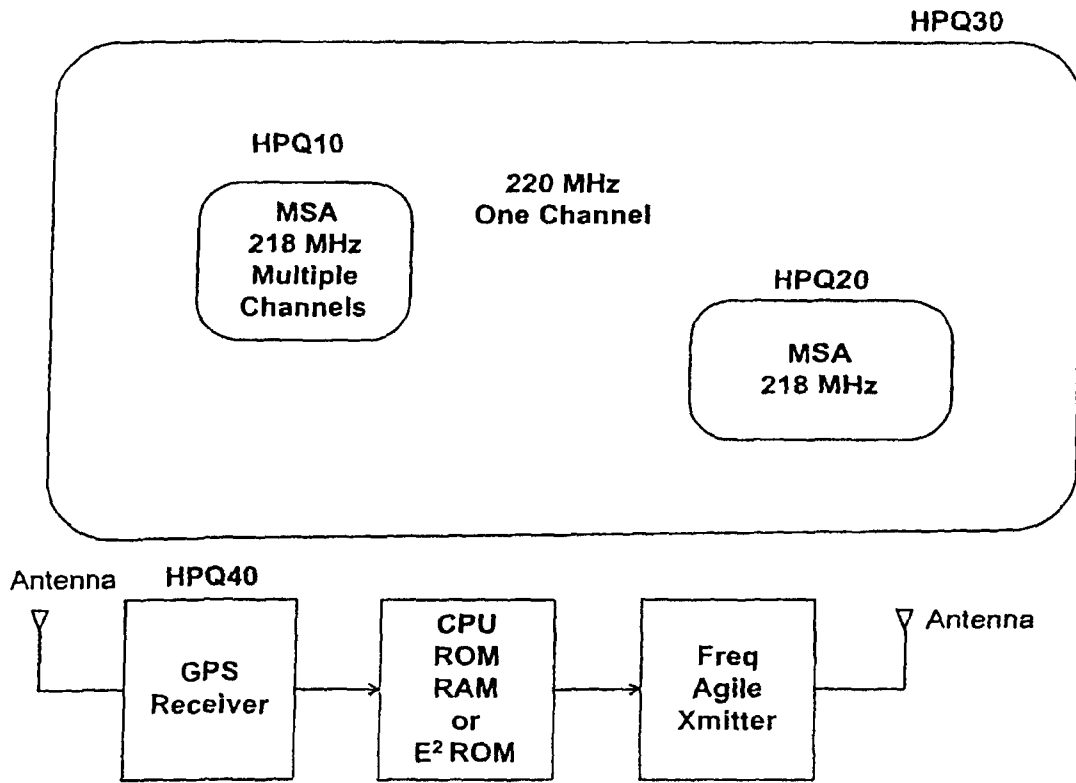 HPQ30
HPQ10
MSA
218 MHz
Multiple
Channels
220 MHz
One Channel
HPQ20
MSA
218 MHz
Antenna
HPQ40
GPS
Receiver
CPU
ROM
RAM
or
E² ROM
Freq
Agile
Xmitter
Antenna